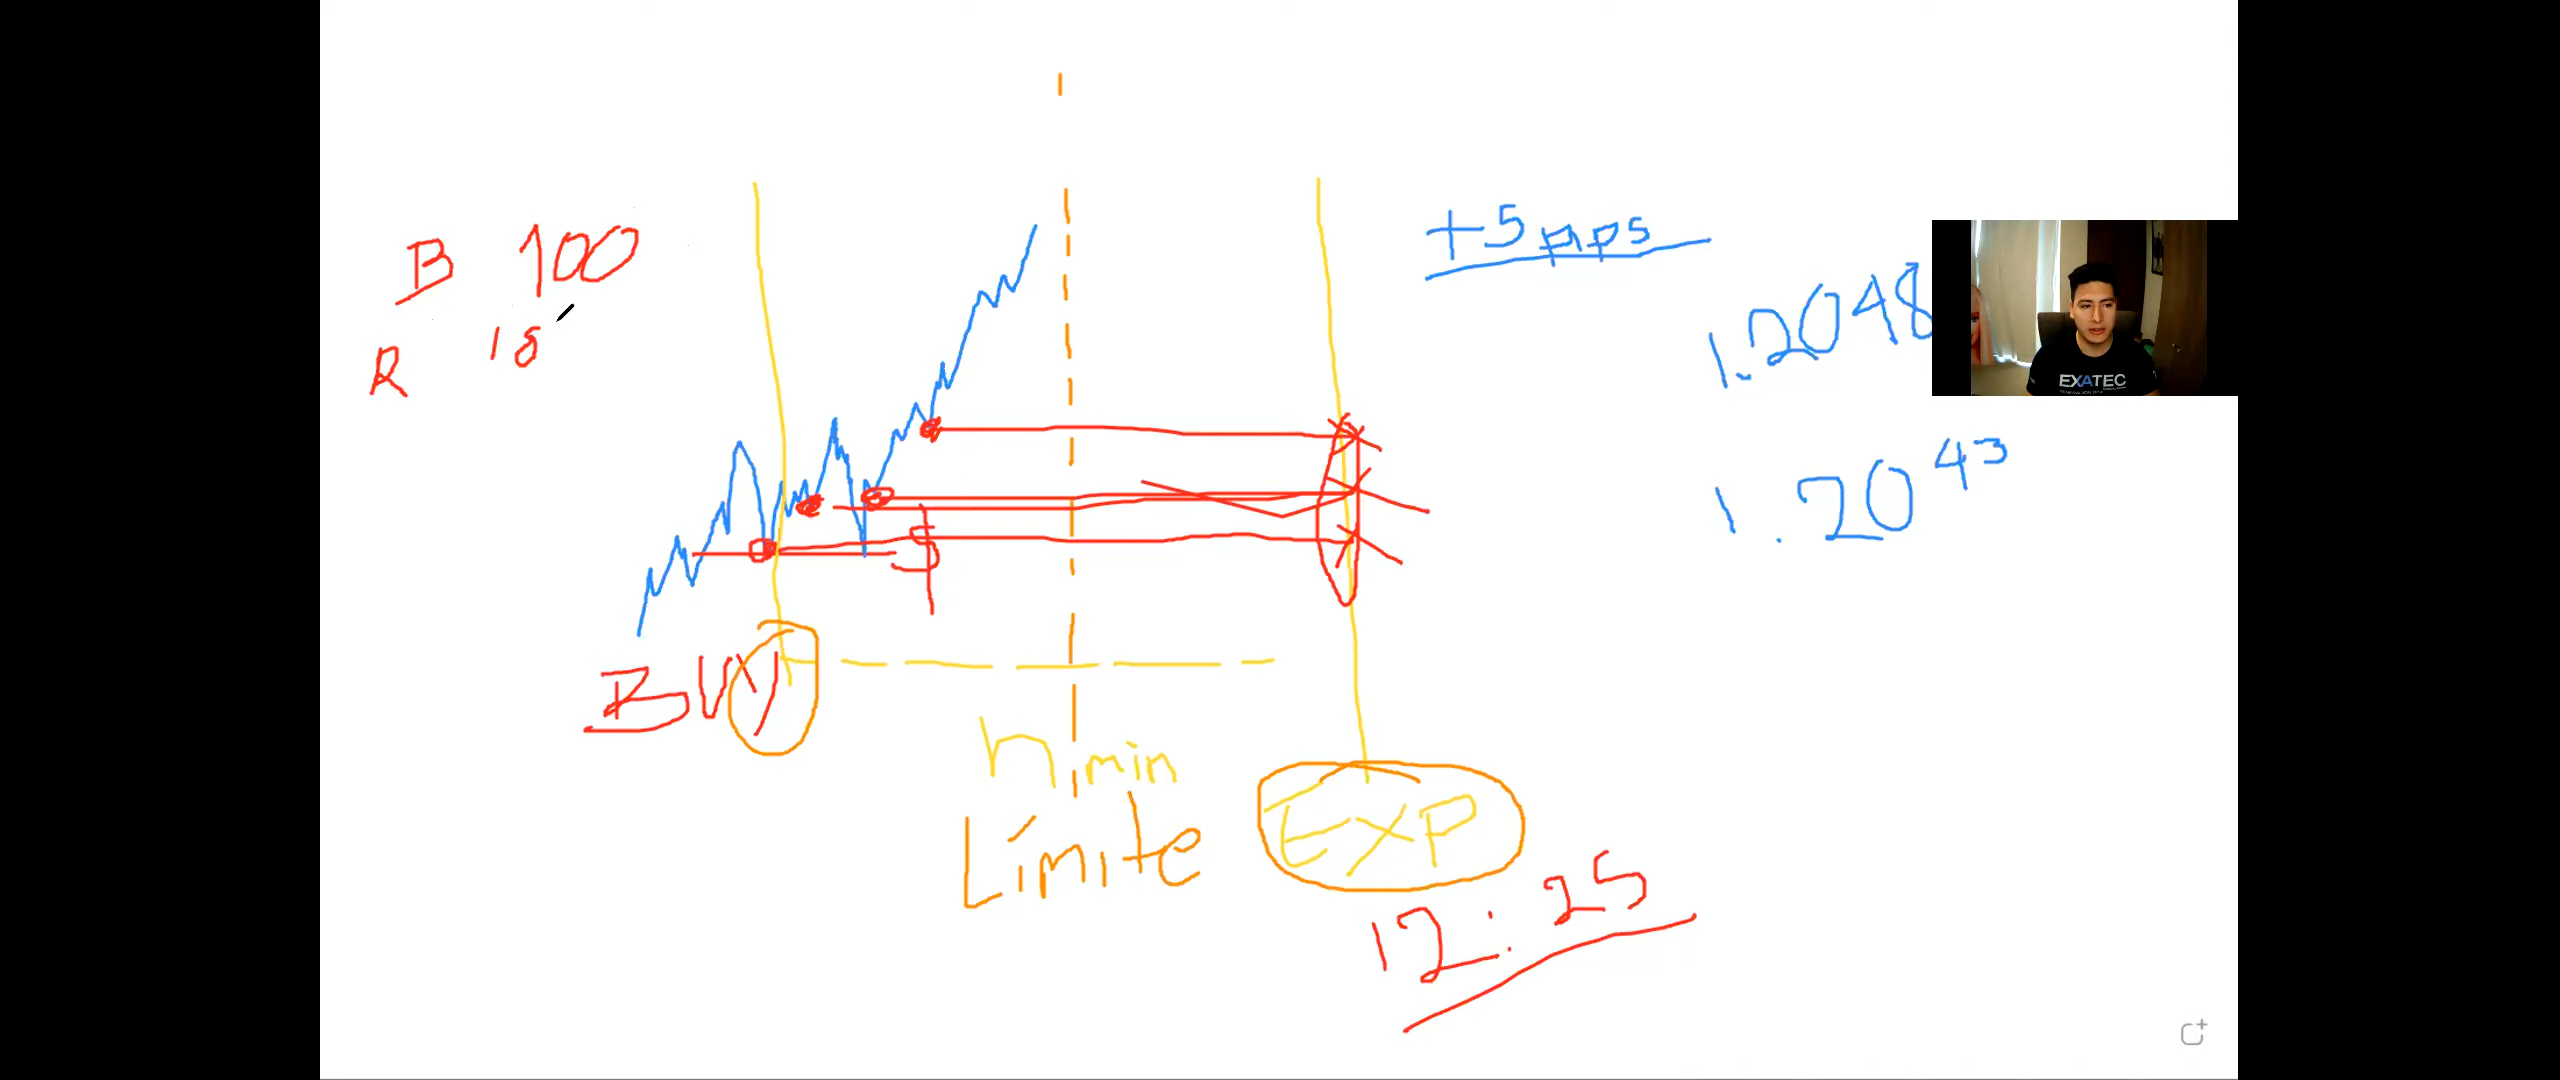 B 100
R 18
+5 pips
1.2048
EXATEC
1.2043
$
BUY
n min
Límite
EXP
12:25